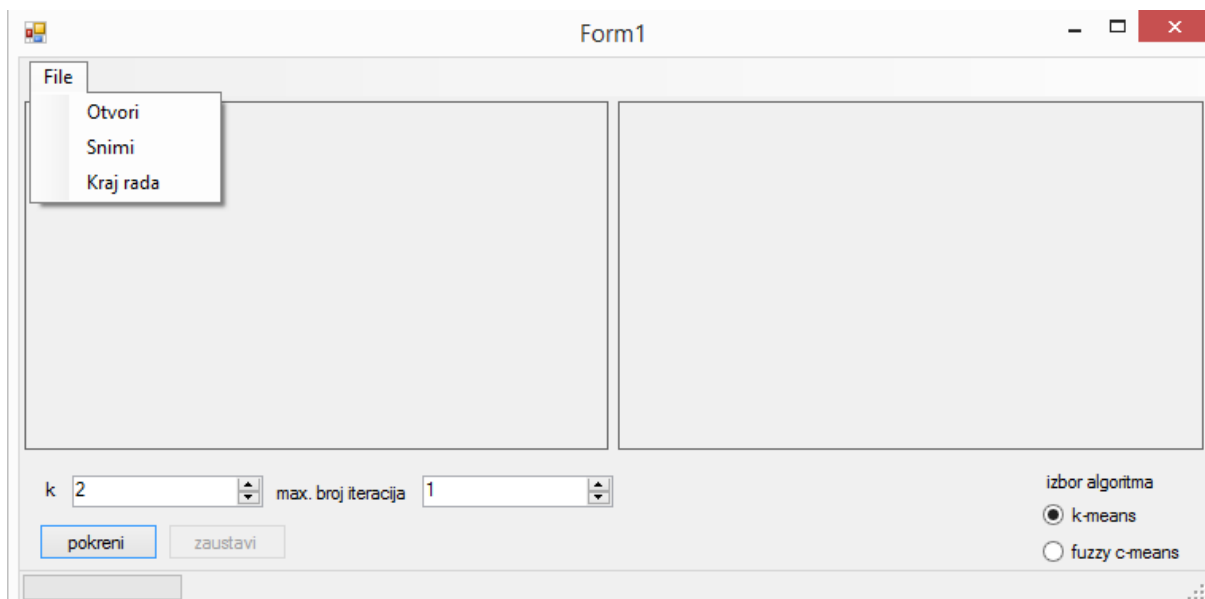 Form1
File
Otvori
Snimi
Kraj rada
k 2 max. broj iteracija 1
pokreni zaustavi
izbor algoritma
k-means
fuzzy c-means